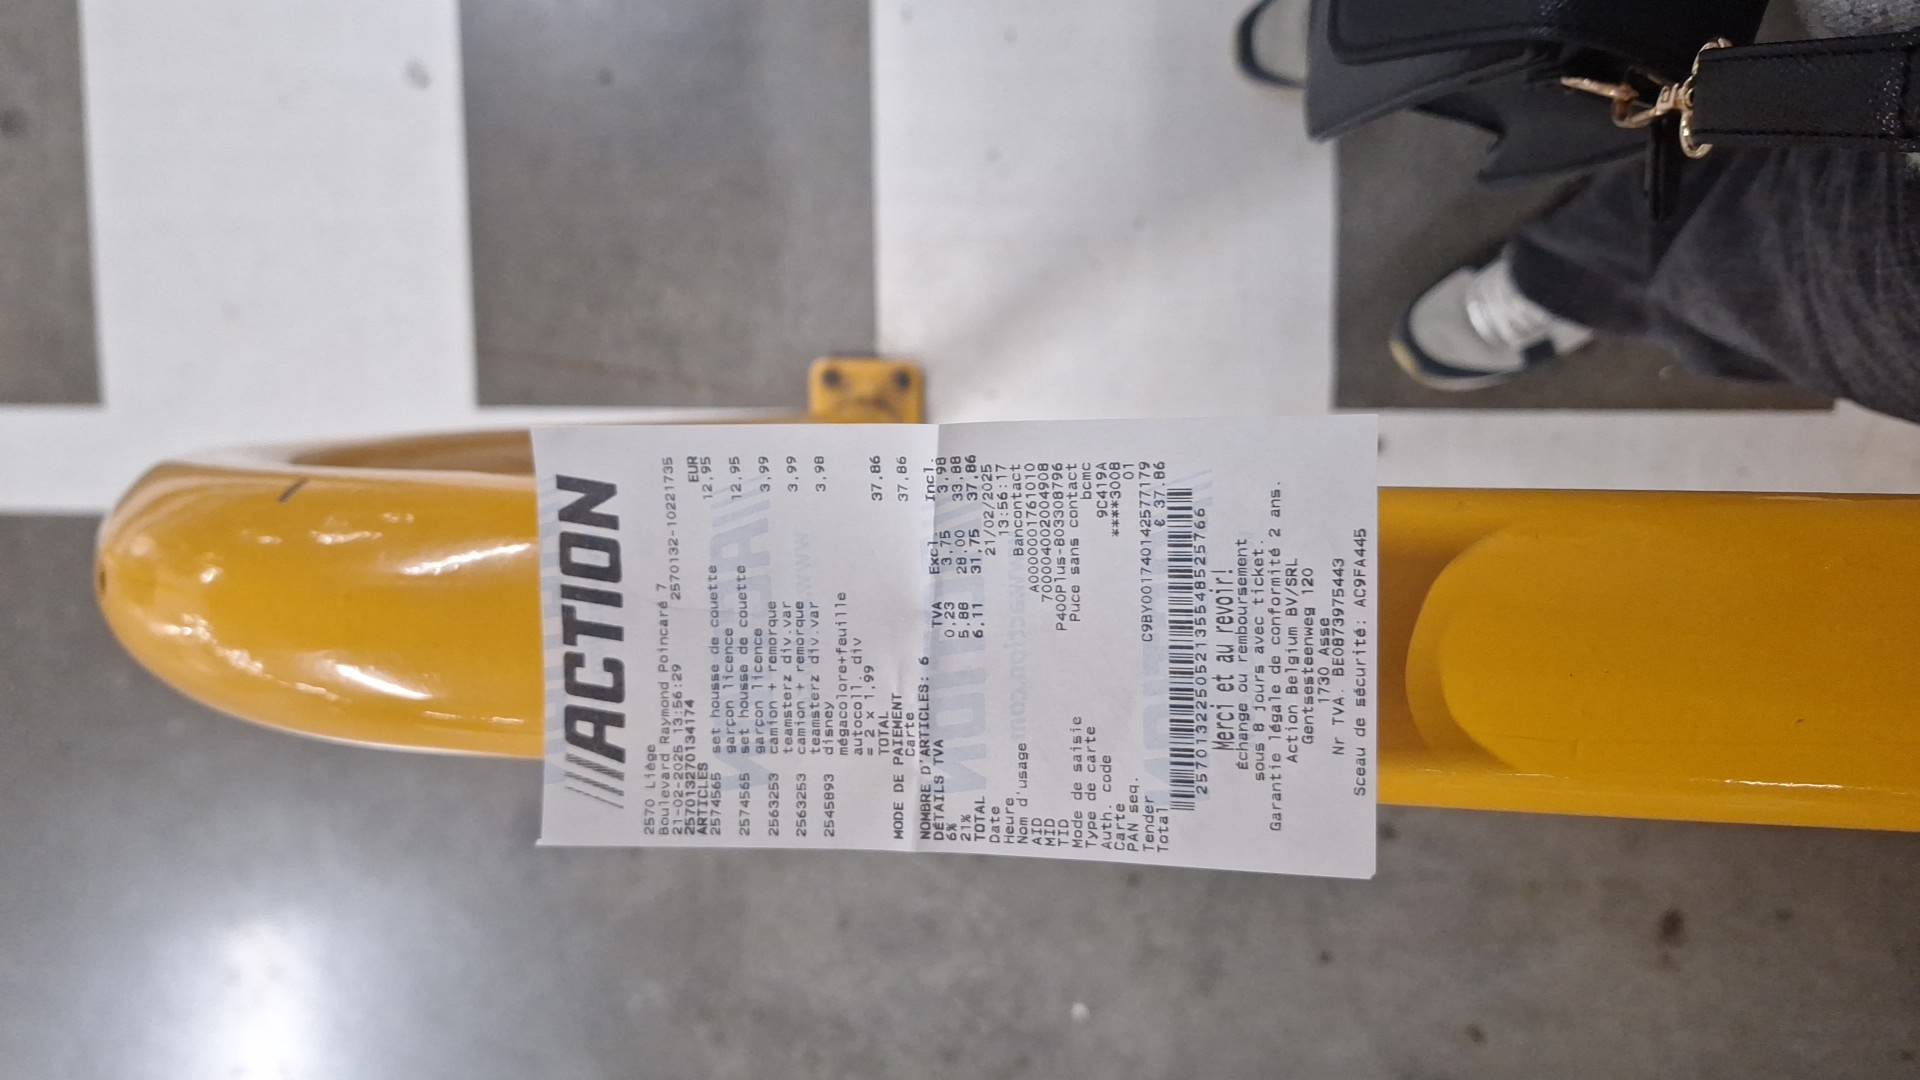 ACTION
2570 Liège
Boulevard Raymond Poincaré 7
21-02-2025 13:56:29 2570132-10221735
257013270134174
ARTICLES EUR
2574565 set housse de couette 12,95
garçon licence
2574565 set housse de couette 12,95
garçon licence
2563253 camion + remorque 3,99
teamsterz div.var
2563253 camion + remorque 3,99
teamsterz div.var
2545893 disney 3,98
mégacolore+feuille
autocoll. div
= 2 x 1,99
TOTAL 37,86
MODE DE PAIEMENT
Carte 37,86
NOMBRE D'ARTICLES: 6
DÉTAILS TVA TVA Excl. Incl.
6% 0,23 3,75 3,98
21% 5,88 28,00 33,88
TOTAL 6,11 31,75 37,86
Date 21/02/2025
Heure 13:56:17
Nom d'usage Bancontact
AID A0000001761010
MID 700004002004908
TID P400Plus-803308796
Mode de saisie Puce sans contact
Type de carte bcmc
Auth. code 9C419A
Carte ****3008
PAN seq. 01
Tender C9BY001740142577179
Total € 37,86
Merci et au revoir!
Échange ou remboursement
sous 8 jours avec ticket.
Garantie légale de conformité 2 ans.
Action Belgium BV/SRL
Gentsesteenweg 120
1730 Asse
Nr TVA. BE0873975443
Sceau de sécurité: AC9FA445